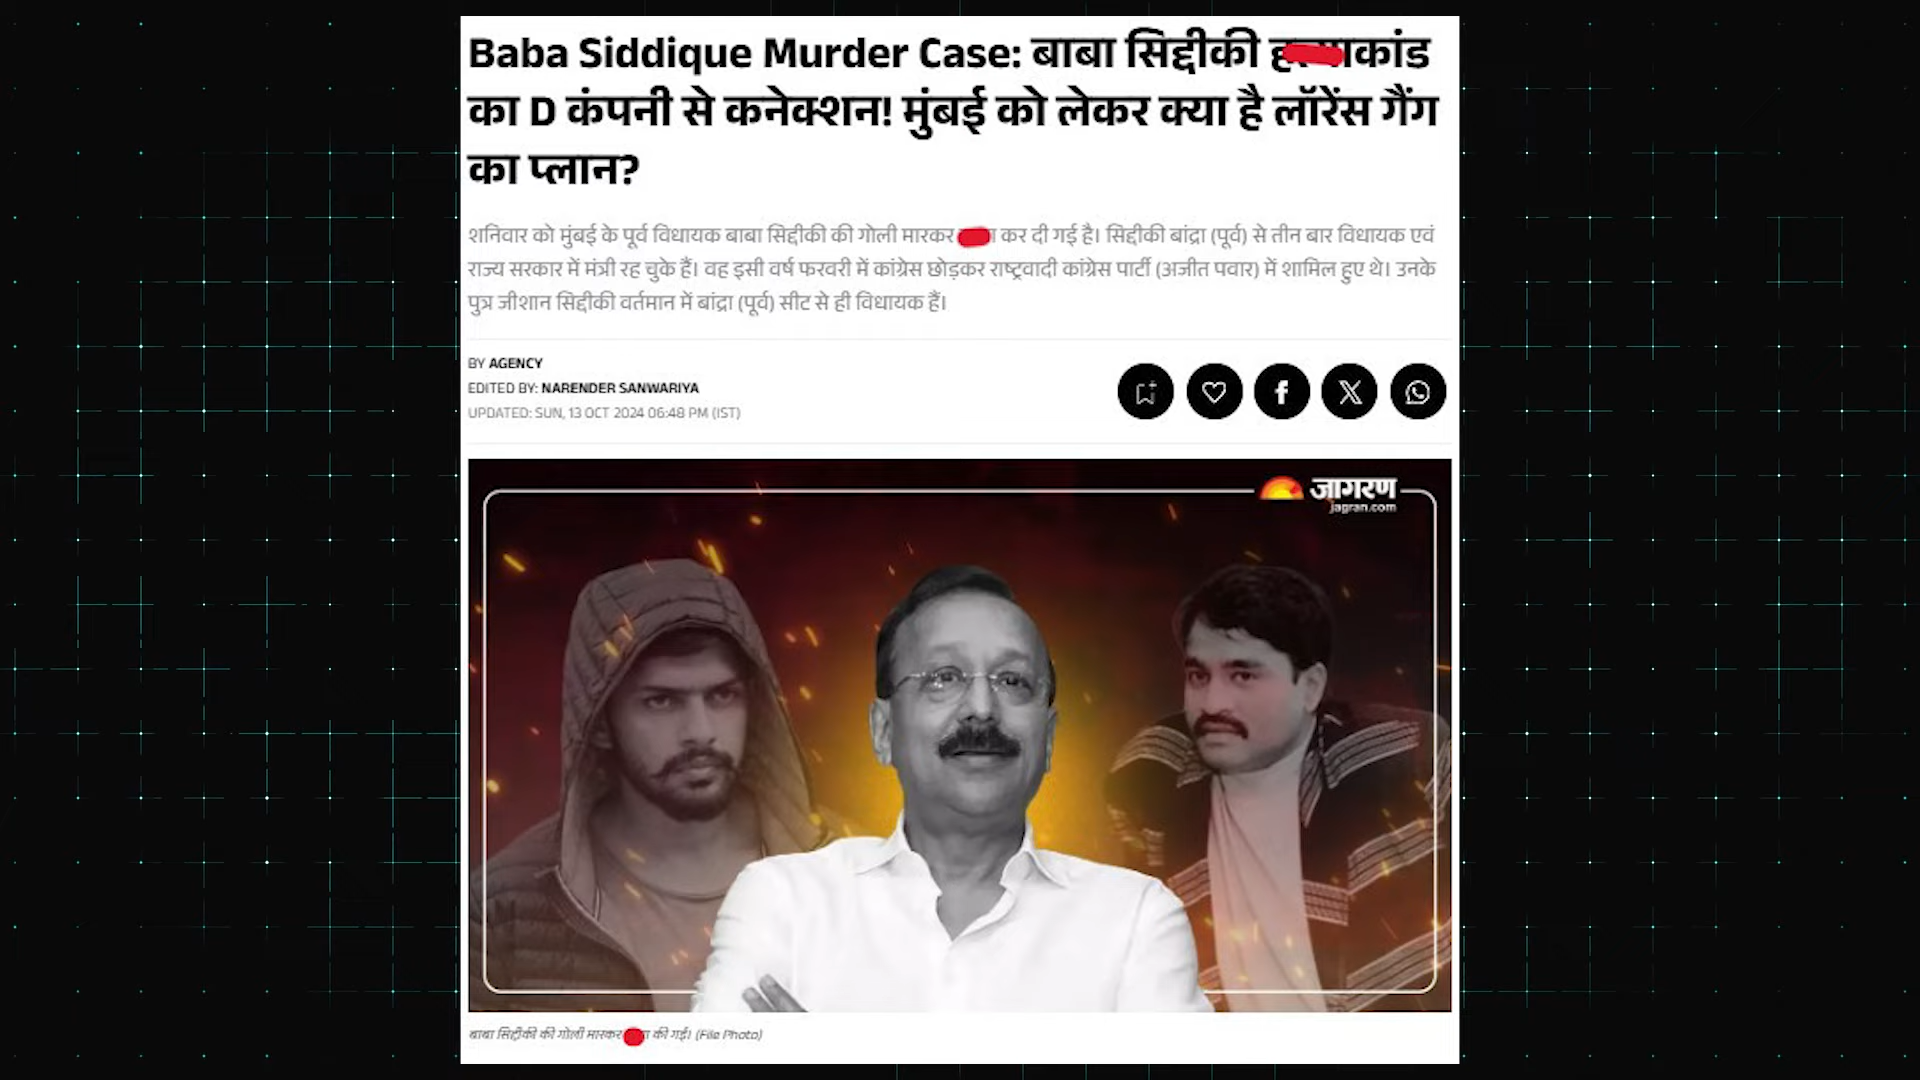 Baba Siddique Murder Case: बाबा सिद्दीकी कांड
का D कंपनी से कनेक्शन! मुंबई को लेकर क्या है लॉरेंस गैंग
का प्लान?
शनिवार को मुंबई के पूर्व विधायक बाबा सिद्दीकी की गोली मारकर कर दी गई है। सिद्दीकी बांद्रा (पूर्व) से तीन बार विधायक एवं
राज्य सरकार में मंत्री रह चुके हैं। वह इसी वर्ष फरवरी में कांग्रेस छोड़कर राष्ट्रवादी कांग्रेस पार्टी (अजीत पवार) में शामिल हुए थे। उनके
पुत्र जीशान सिद्दीकी वर्तमान में बांद्रा (पूर्व) सीट से ही विधायक हैं।
BY AGENCY
EDITED BY: NARENDER SANWARIYA
UPDATED: SUN, 13 OCT 2024 06:48 PM (IST)
जागरण
jagran.com
बाबा सिद्दीकी की गोली मारकर की गई। (File Photo)